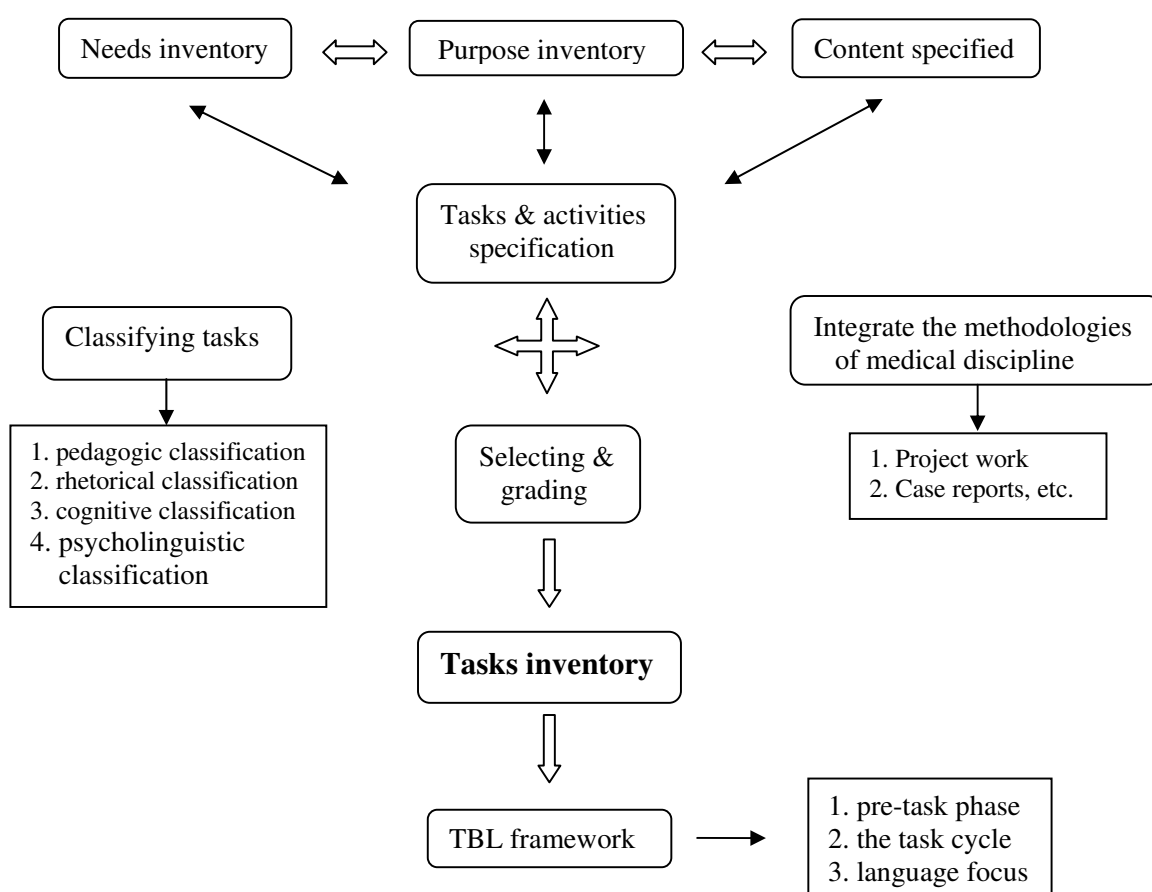 Needs inventory
Purpose inventory
Content specified
Tasks & activities
specification
Classifying tasks
Integrate the methodologies
of medical discipline
1. pedagogic classification
2. rhetorical classification
3. cognitive classification
4. psycholinguistic
classification
Selecting &
grading
1. Project work
2. Case reports, etc.
Tasks inventory
TBL framework
1. pre-task phase
2. the task cycle
3. language focus